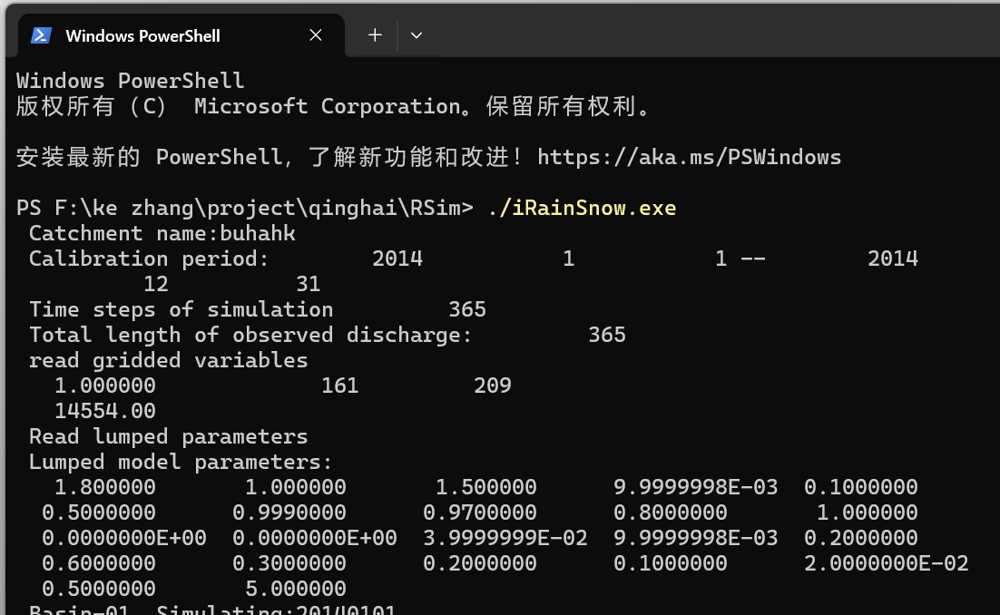 Windows PowerShell
Windows PowerShell
版权所有（C） Microsoft Corporation。保留所有权利。
安装最新的 PowerShell，了解新功能和改进！https://aka.ms/PSWindows
PS F:\ke zhang\project\qinghai\RSim> ./iRainSnow.exe
Catchment name:buhahk
Calibration period:        2014           1           1 --        2014
12          31
Time steps of simulation         365
Total length of observed discharge:         365
read gridded variables
1.000000             161         209
14554.00
Read lumped parameters
Lumped model parameters:
1.800000       1.000000       1.500000      9.9999998E-03  0.1000000
0.5000000      0.9990000      0.9700000      0.8000000       1.000000
0.0000000E+00  0.0000000E+00  3.9999999E-02  9.9999998E-03  0.2000000
0.6000000      0.3000000      0.2000000      0.1000000      2.0000000E-02
0.5000000       5.000000
Basin-01  Simulating:20140101